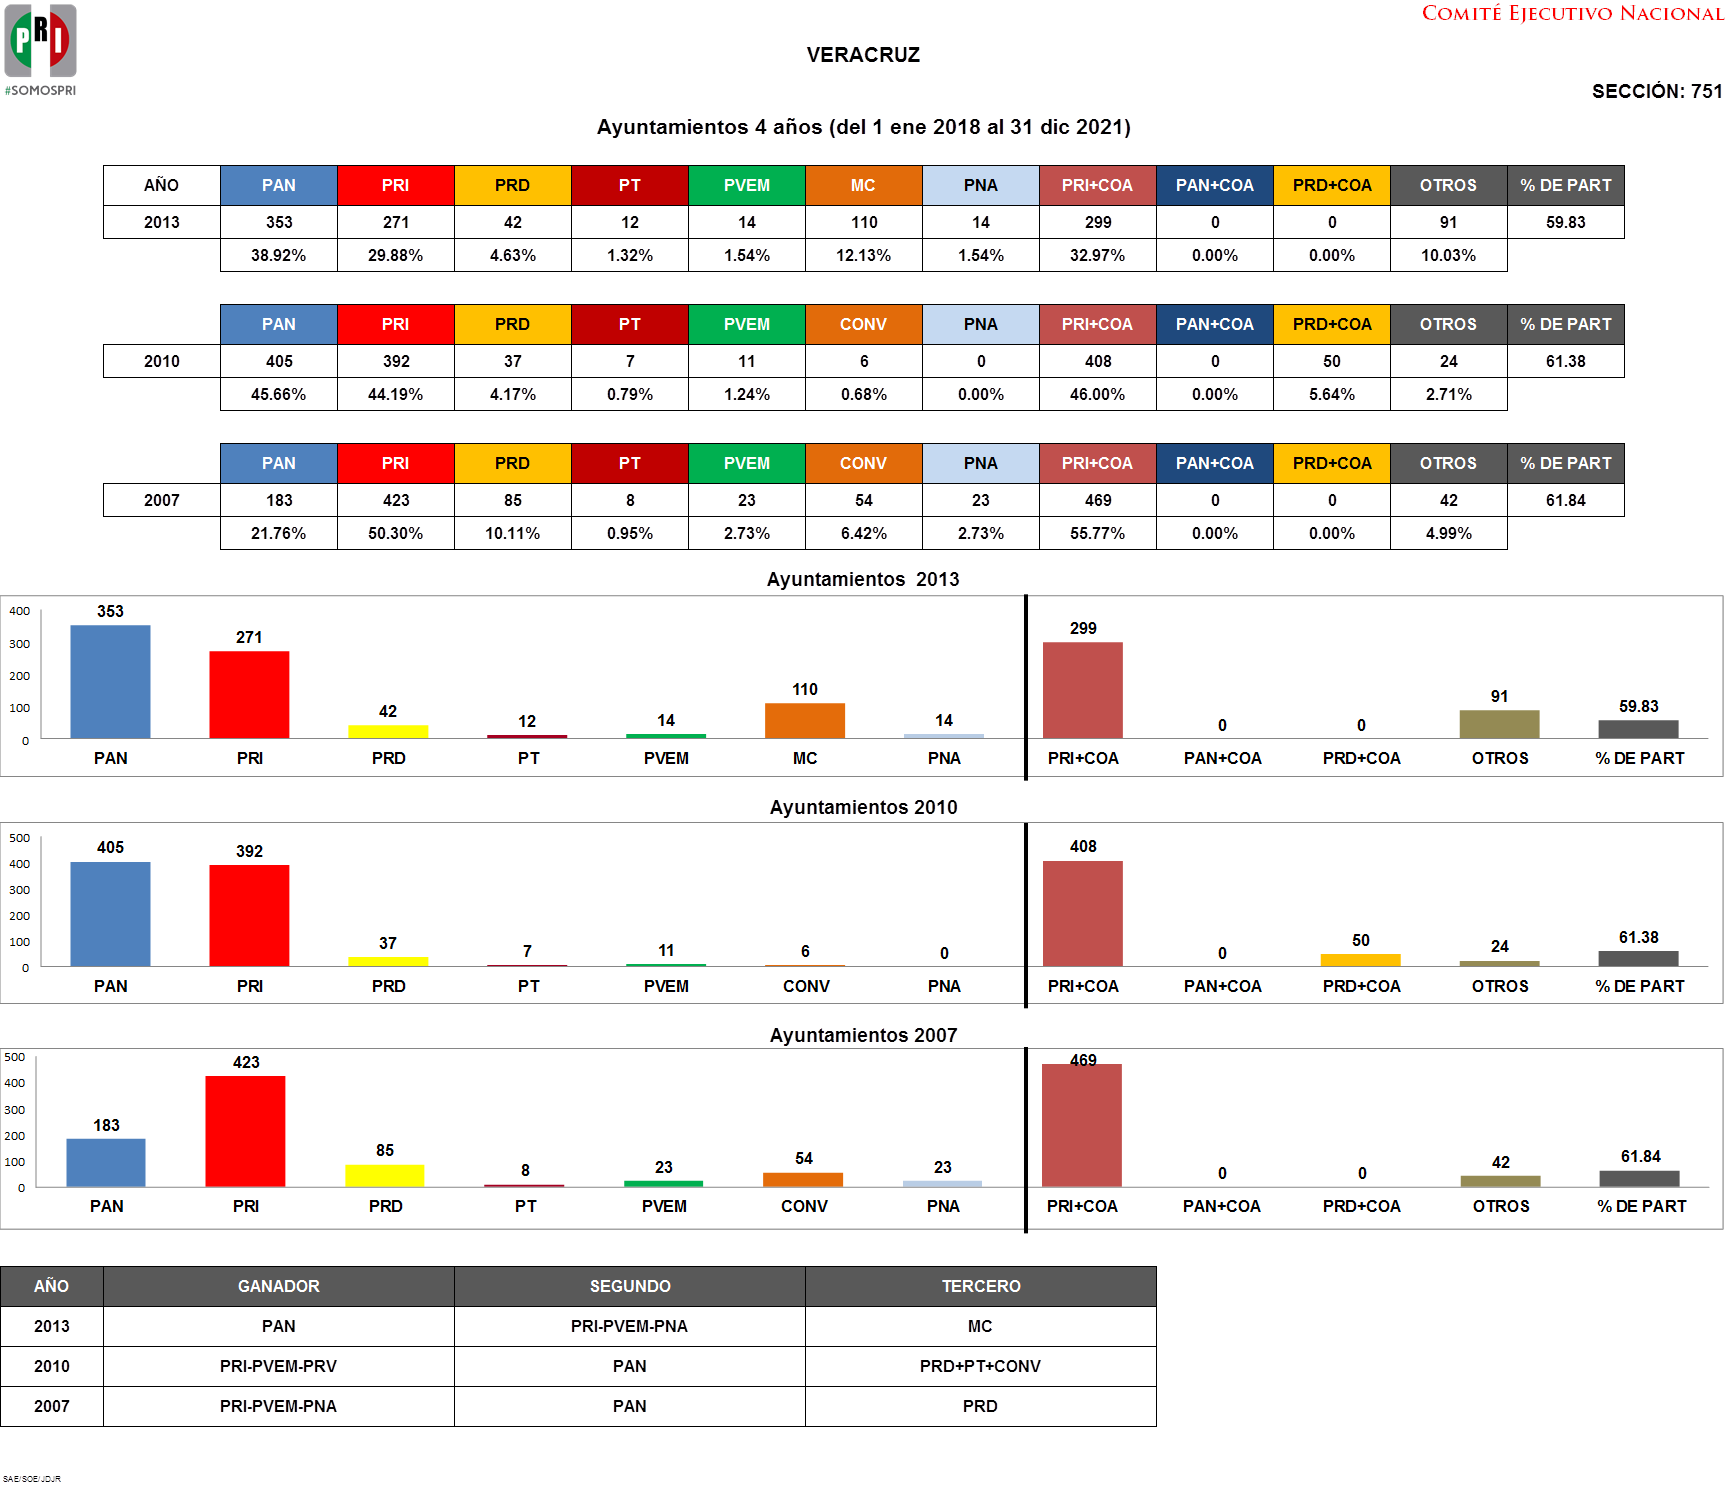 PRI
#SOMOSPRI
COMITÉ EJECUTIVO NACIONAL
VERACRUZ
SECCIÓN: 751
Ayuntamientos 4 años (del 1 ene 2018 al 31 dic 2021)
AÑO PAN PRI PRD PT PVEM MC PNA PRI+COA PAN+COA PRD+COA OTROS % DE PART
2013 353 271 42 12 14 110 14 299 0 0 91 59.83
38.92% 29.88% 4.63% 1.32% 1.54% 12.13% 1.54% 32.97% 0.00% 0.00% 10.03%
PAN PRI PRD PT PVEM CONV PNA PRI+COA PAN+COA PRD+COA OTROS % DE PART
2010 405 392 37 7 11 6 0 408 0 50 24 61.38
45.66% 44.19% 4.17% 0.79% 1.24% 0.68% 0.00% 46.00% 0.00% 5.64% 2.71%
PAN PRI PRD PT PVEM CONV PNA PRI+COA PAN+COA PRD+COA OTROS % DE PART
2007 183 423 85 8 23 54 23 469 0 0 42 61.84
21.76% 50.30% 10.11% 0.95% 2.73% 6.42% 2.73% 55.77% 0.00% 0.00% 4.99%
Ayuntamientos 2013
400
300
200
100
0
353 271 42 12 14 110 14 299 0 0 91 59.83
PAN PRI PRD PT PVEM MC PNA PRI+COA PAN+COA PRD+COA OTROS % DE PART
Ayuntamientos 2010
500
400
300
200
100
0
405 392 37 7 11 6 0 408 0 50 24 61.38
PAN PRI PRD PT PVEM CONV PNA PRI+COA PAN+COA PRD+COA OTROS % DE PART
Ayuntamientos 2007
500
400
300
200
100
0
183 423 85 8 23 54 23 469 0 0 42 61.84
PAN PRI PRD PT PVEM CONV PNA PRI+COA PAN+COA PRD+COA OTROS % DE PART
AÑO GANADOR SEGUNDO TERCERO
2013 PAN PRI-PVEM-PNA MC
2010 PRI-PVEM-PRV PAN PRD+PT+CONV
2007 PRI-PVEM-PNA PAN PRD
SAE/SOE/JDJR